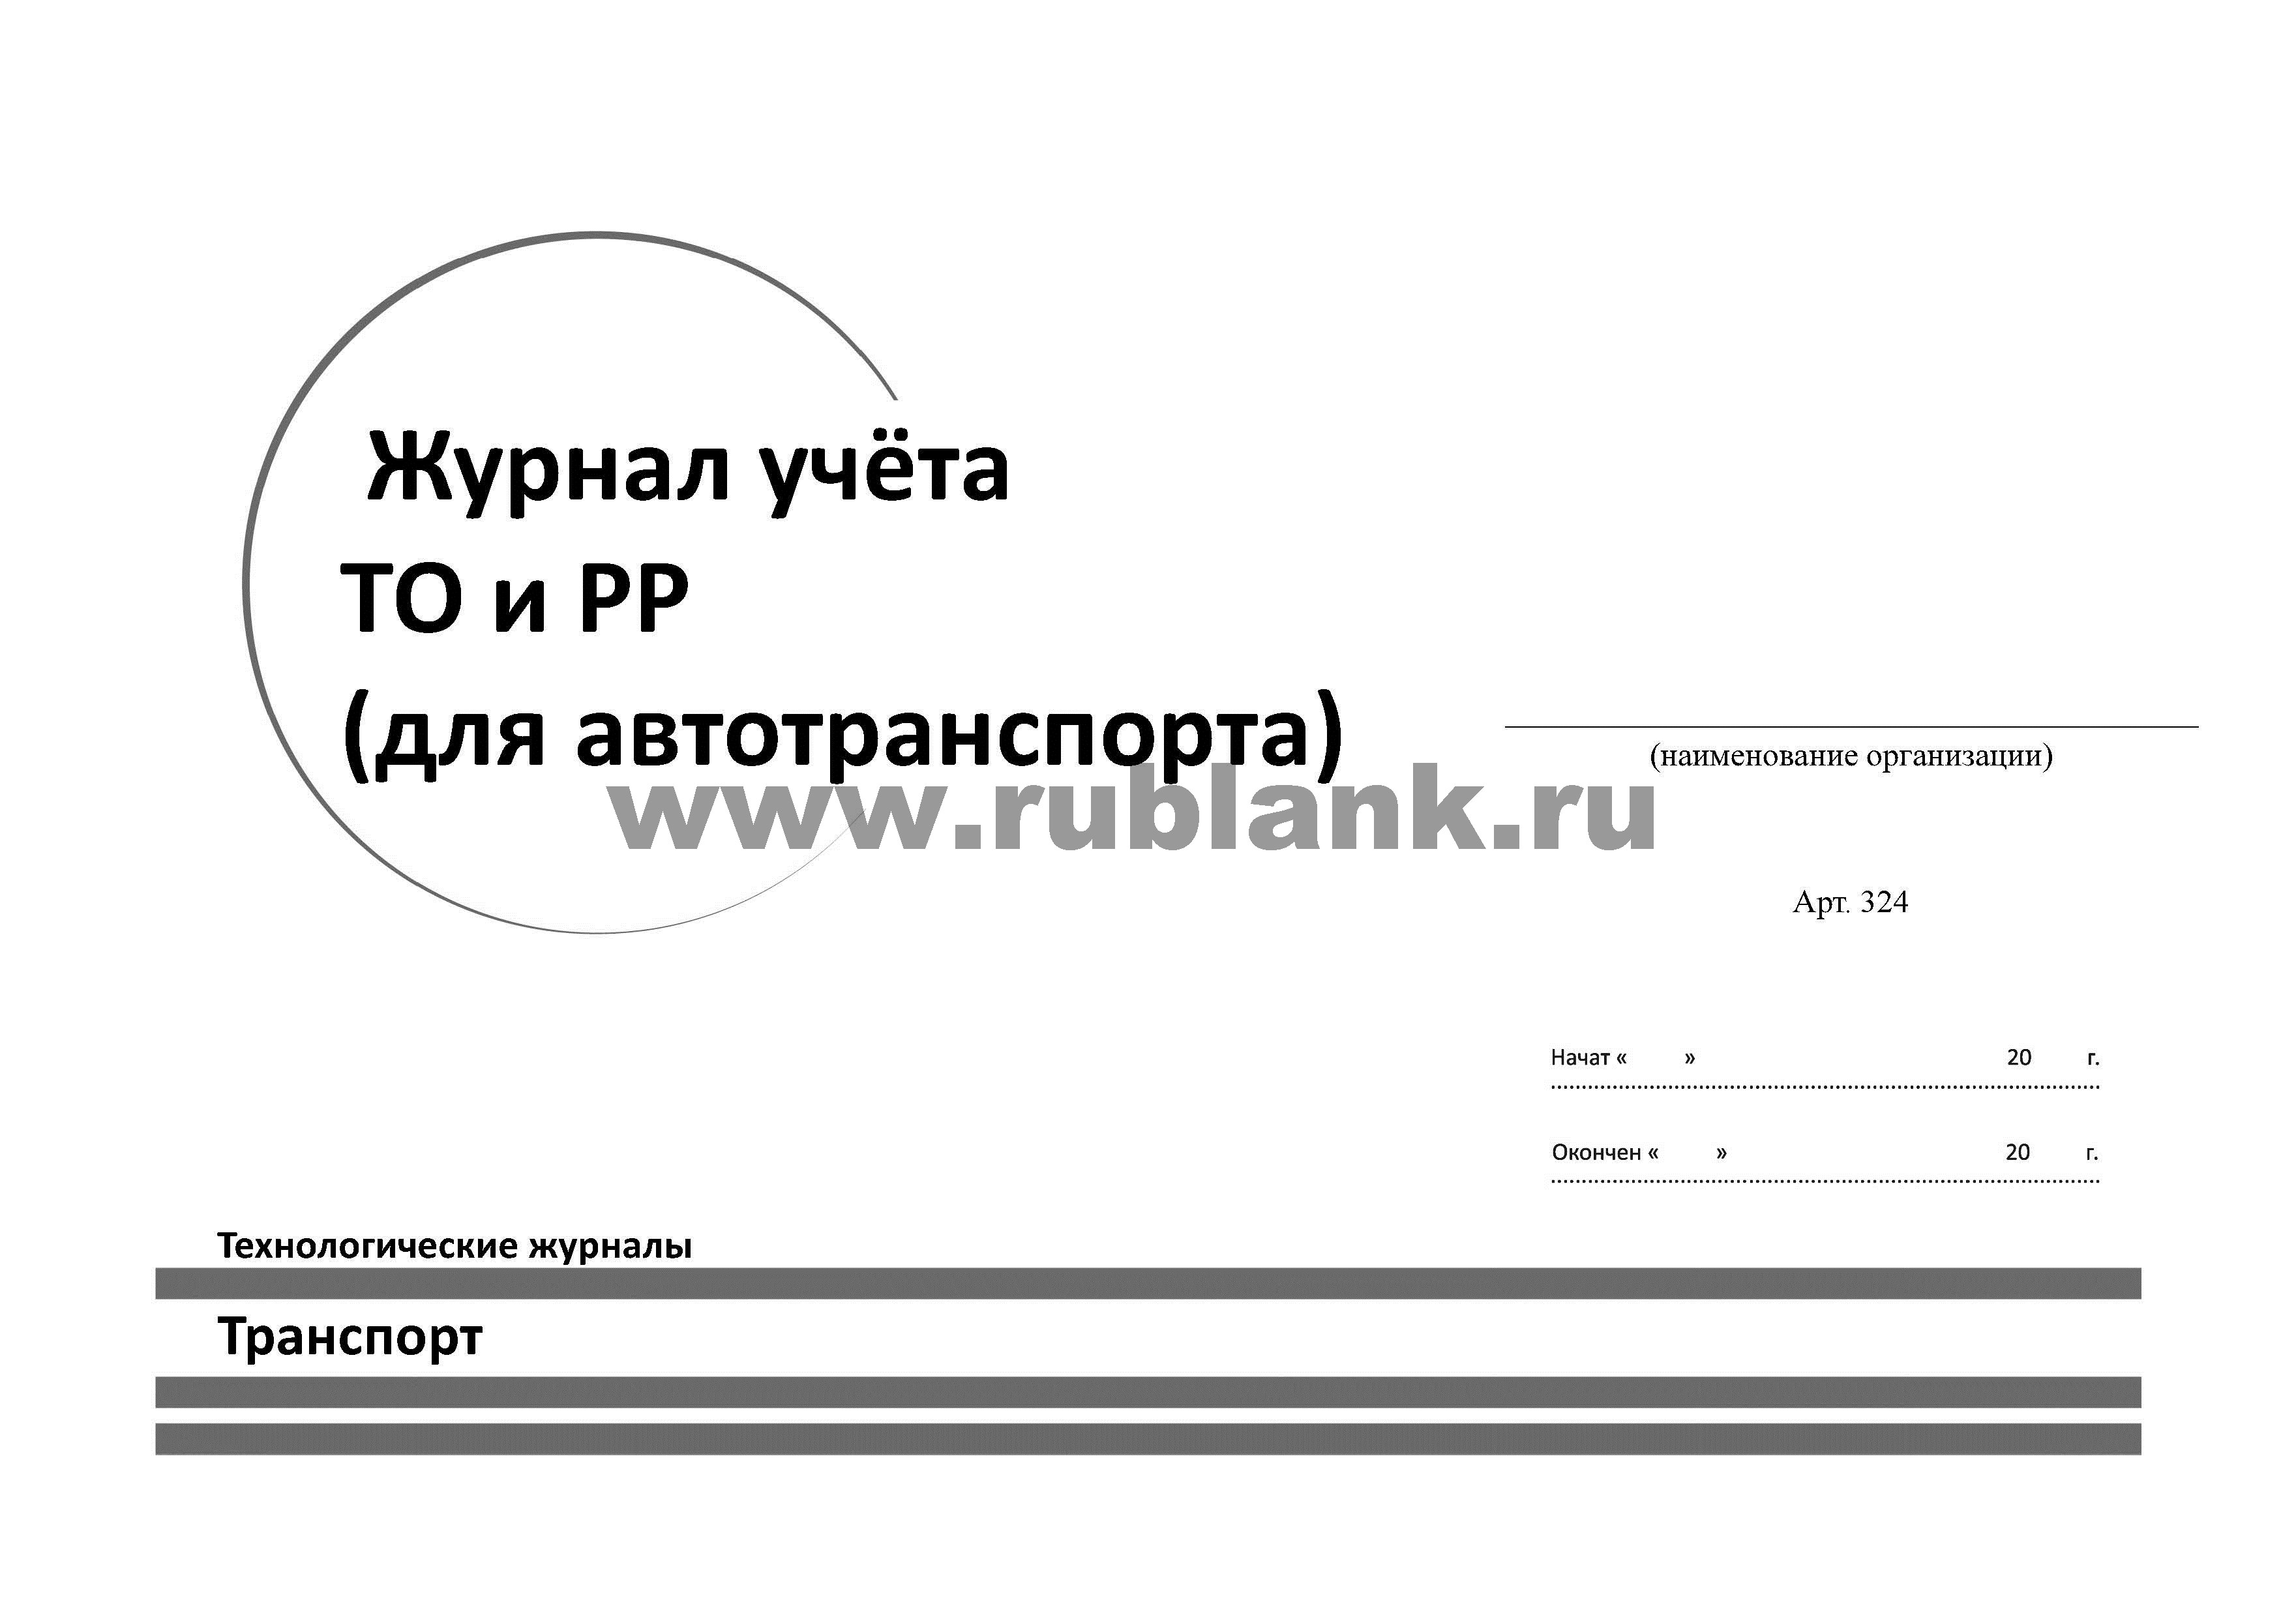 Журнал учёта
ТО и РР
(для автотранспорта)
(наименование организации)
www.rublank.ru
Арт. 324
Начат « » 20 г.
Окончен « » 20 г.
Технологические журналы
Транспорт